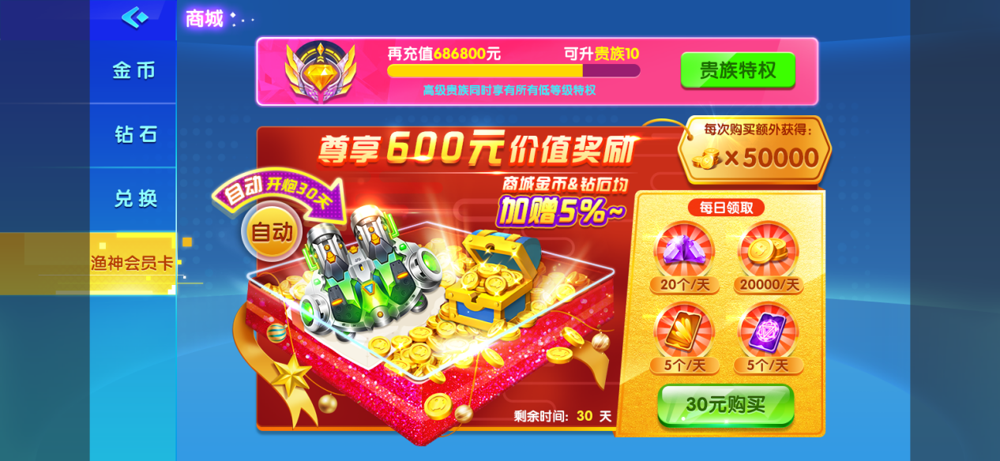 商城
金币
钻石
兑换
渔神会员卡
再充值686800元
可升贵族10
高级贵族同时享有所有低等级特权
贵族特权
尊享600元价值奖励
商城金币&钻石均
加赠5%~
自动开炮30天
自动
每次购买额外获得:
×50000
每日领取
20个/天
20000/天
5个/天
5个/天
30元购买
剩余时间: 30 天